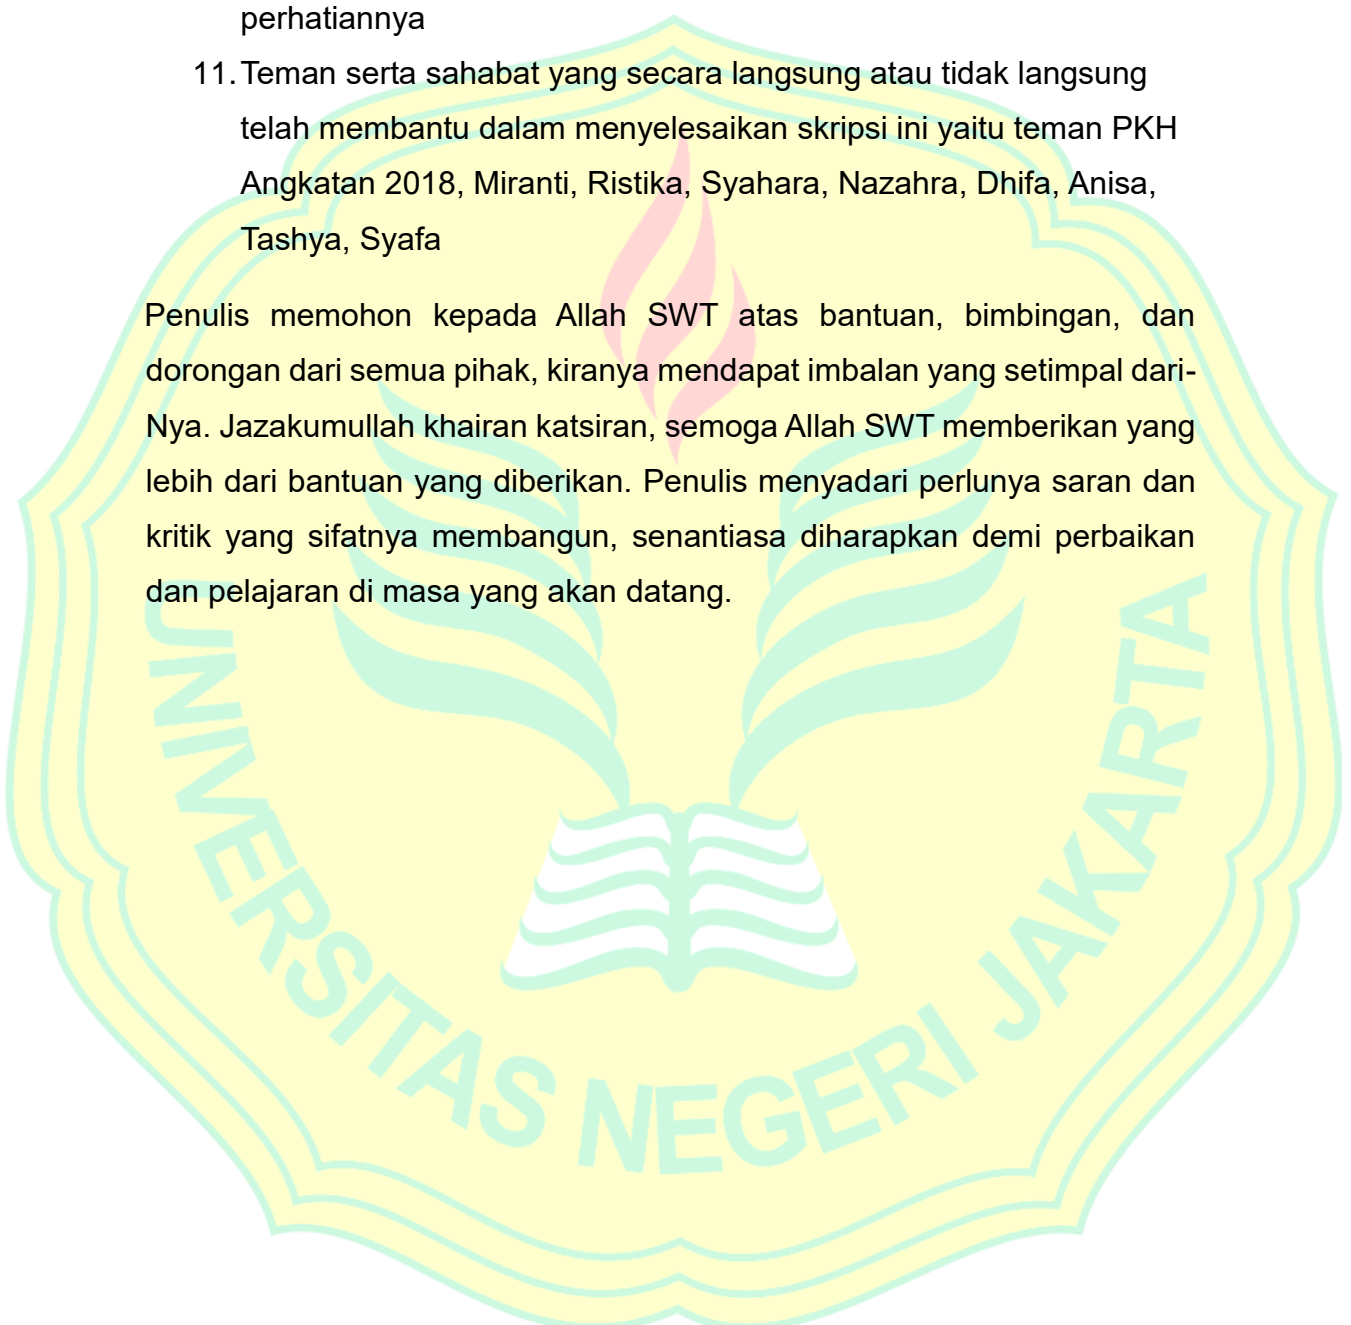 perhatiannya
11. Teman serta sahabat yang secara langsung atau tidak langsung
telah membantu dalam menyelesaikan skripsi ini yaitu teman PKH
Angkatan 2018, Miranti, Ristika, Syahara, Nazahra, Dhifa, Anisa,
Tashya, Syafa
Penulis memohon kepada Allah SWT atas bantuan, bimbingan, dan
dorongan dari semua pihak, kiranya mendapat imbalan yang setimpal dari-
Nya. Jazakumullah khairan katsiran, semoga Allah SWT memberikan yang
lebih dari bantuan yang diberikan. Penulis menyadari perlunya saran dan
kritik yang sifatnya membangun, senantiasa diharapkan demi perbaikan
dan pelajaran di masa yang akan datang.
UNIVERSITAS NEGERI JAKARTA